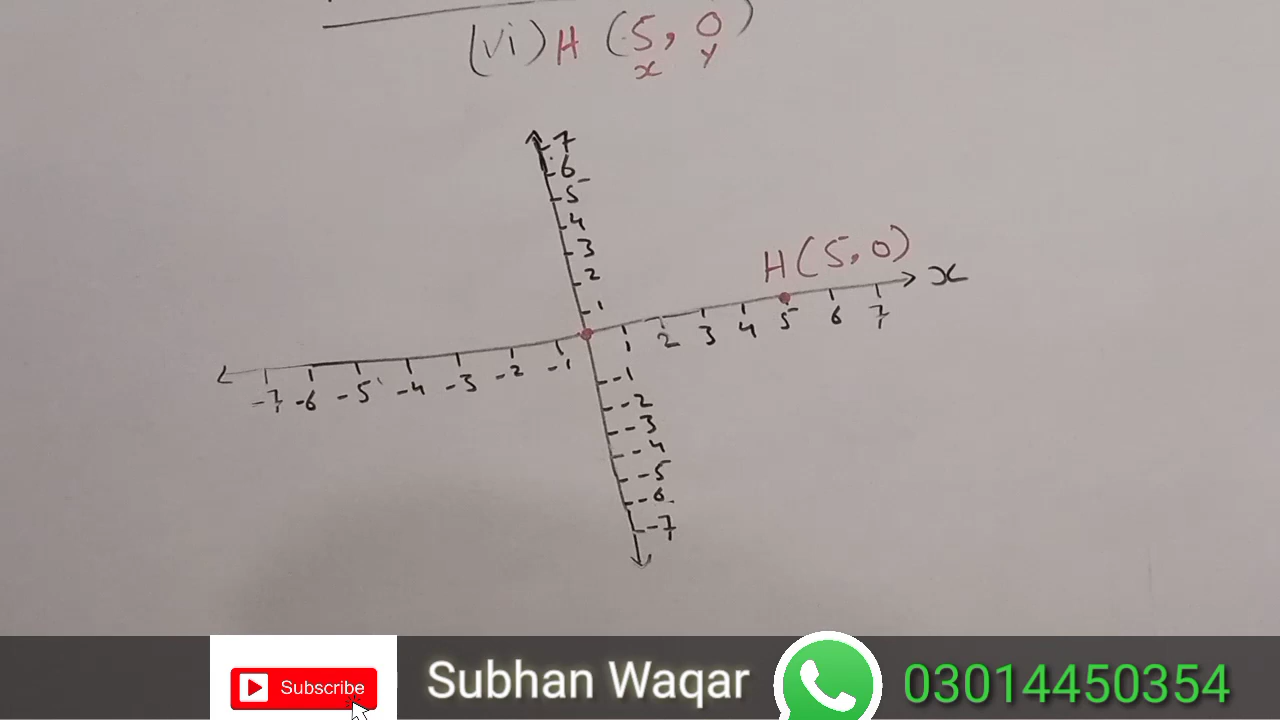 (vi) H (5, 0)
x y
7
6
5
4
3
2
1
H(5,0)
x
-7 -6 -5 -4 -3 -2 -1 1 2 3 4 5 6 7
-1
-2
-3
-4
-5
-6
-7
Subscribe Subhan Waqar 03014450354